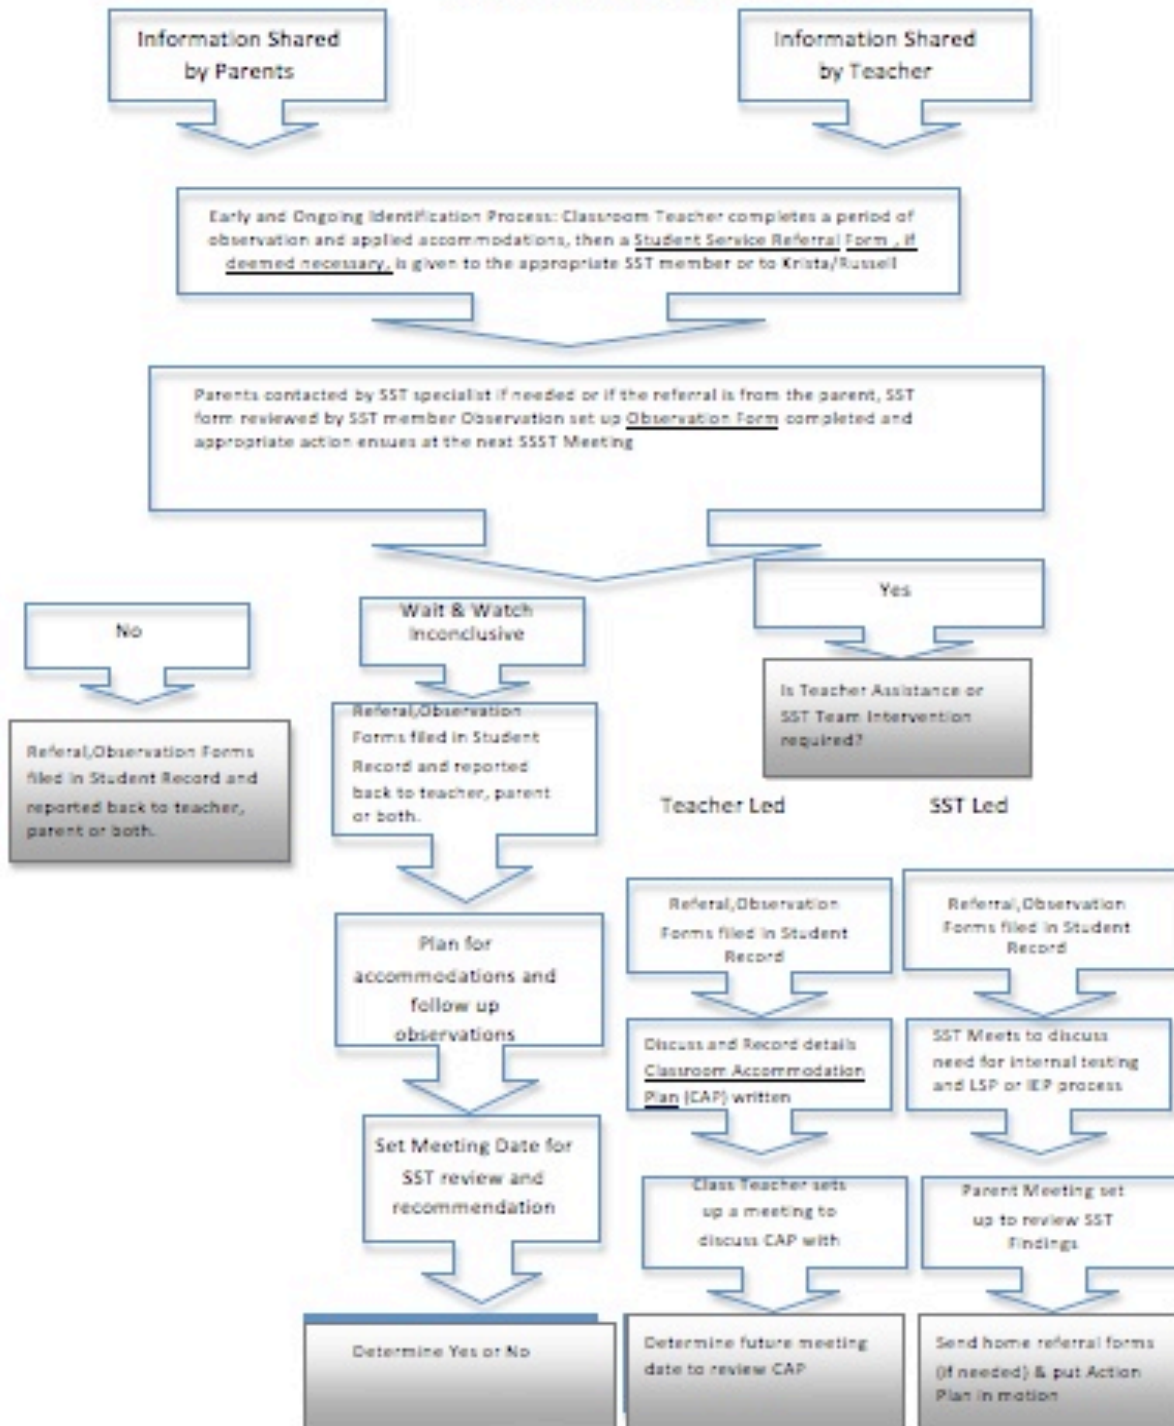 Information Shared
by Parents
Information Shared
by Teacher
Early and Ongoing Identification Process: Classroom Teacher completes a period of
observation and applied accommodations, then a Student Service Referral Form , if
deemed necessary, is given to the appropriate SST member or to Krista/Russell
Parents contacted by SST specialist if needed or if the referral is from the parent, SST
form reviewed by SST member Observation set up Observation Form completed and
appropriate action ensues at the next SSST Meeting
No
Referal,Observation Forms
filed in Student Record and
reported back to teacher,
parent or both.
Wait & Watch
Inconclusive
Referral,Observation
Forms filed in Student
Record and reported
back to teacher, parent
or both.
Plan for
accommodations and
follow up
observations
Set Meeting Date for
SST review and
recommendation
Determine Yes or No
Yes
Is Teacher Assistance or
SST Team Intervention
required?
Teacher Led
SST Led
Referal,Observation
Forms filed in Student
Record
Discuss and Record details
Classroom Accommodation
Plan (CAP) written
Class Teacher sets
up a meeting to
discuss CAP with
Determine future meeting
date to review CAP
Referral,Observation
Forms filed in Student
Record
SST Meets to discuss
need for internal testing
and LSP or IEP process
Parent Meeting set
up to review SST
Findings
Send home referral forms
(if needed) & put Action
Plan in motion